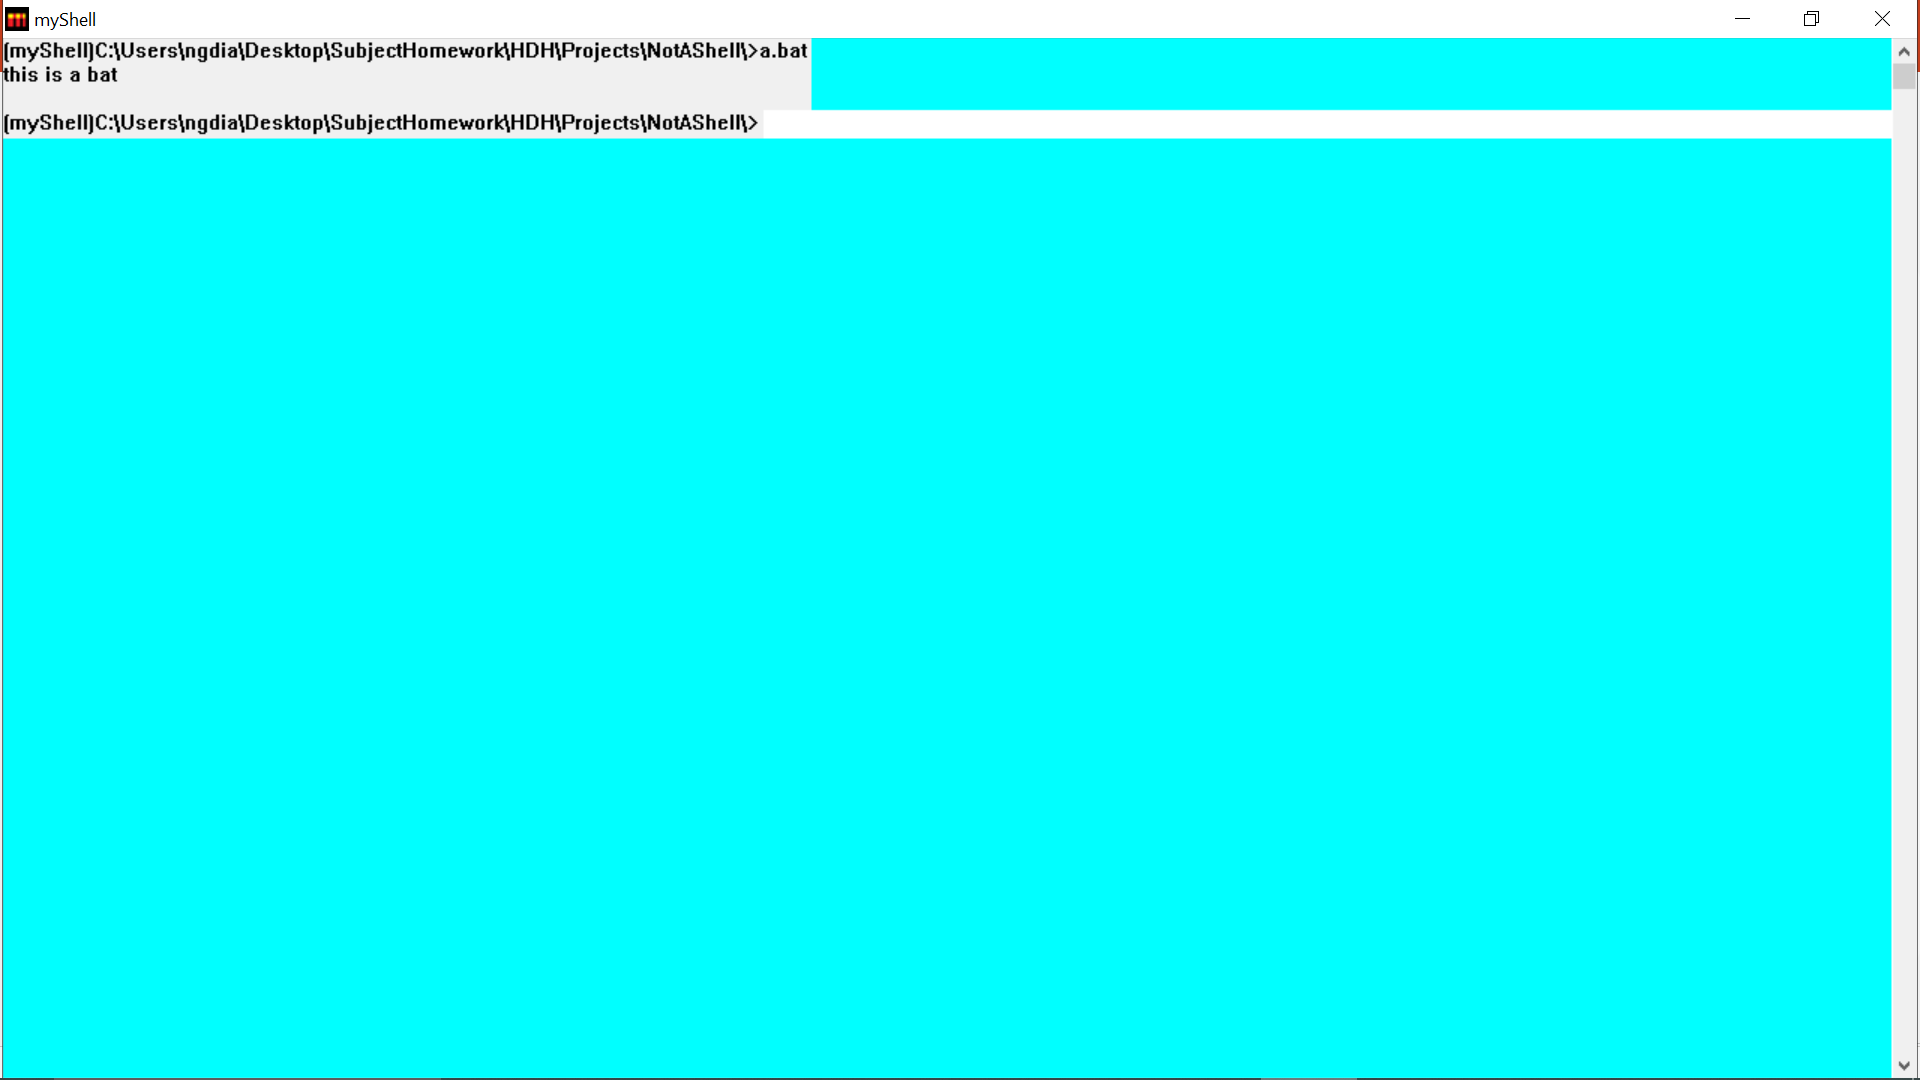 myShell
(myShell)C:\Users\ngdia\Desktop\SubjectHomework\HDH\Projects\NotAShell\>a.bat
this is a bat
(myShell)C:\Users\ngdia\Desktop\SubjectHomework\HDH\Projects\NotAShell\>